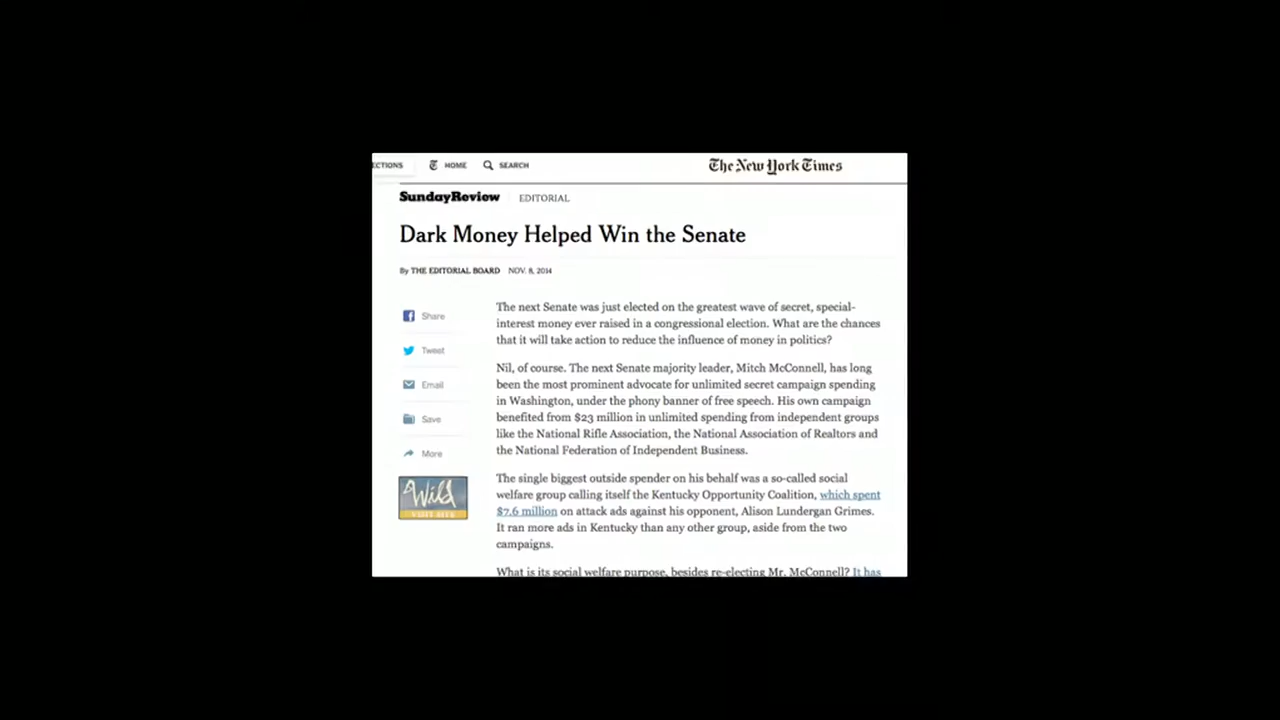 ECTIONS HOME SEARCH The New York Times
SundayReview EDITORIAL
Dark Money Helped Win the Senate
By THE EDITORIAL BOARD NOV. 8, 2014
Share
Tweet
Email
Save
More
Wild
VISIT SITE
The next Senate was just elected on the greatest wave of secret, special-
interest money ever raised in a congressional election. What are the chances
that it will take action to reduce the influence of money in politics?
Nil, of course. The next Senate majority leader, Mitch McConnell, has long
been the most prominent advocate for unlimited secret campaign spending
in Washington, under the phony banner of free speech. His own campaign
benefited from $23 million in unlimited spending from independent groups
like the National Rifle Association, the National Association of Realtors and
the National Federation of Independent Business.
The single biggest outside spender on his behalf was a so-called social
welfare group calling itself the Kentucky Opportunity Coalition, which spent
$7.6 million on attack ads against his opponent, Alison Lundergan Grimes.
It ran more ads in Kentucky than any other group, aside from the two
campaigns.
What is its social welfare purpose, besides re-electing Mr. McConnell? It has